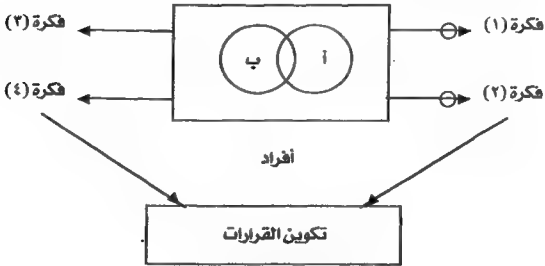 فكرة (١)
فكرة (٣)
أ
ب
فكرة (٢)
فكرة (٤)
أفراد
تكوين القرارات